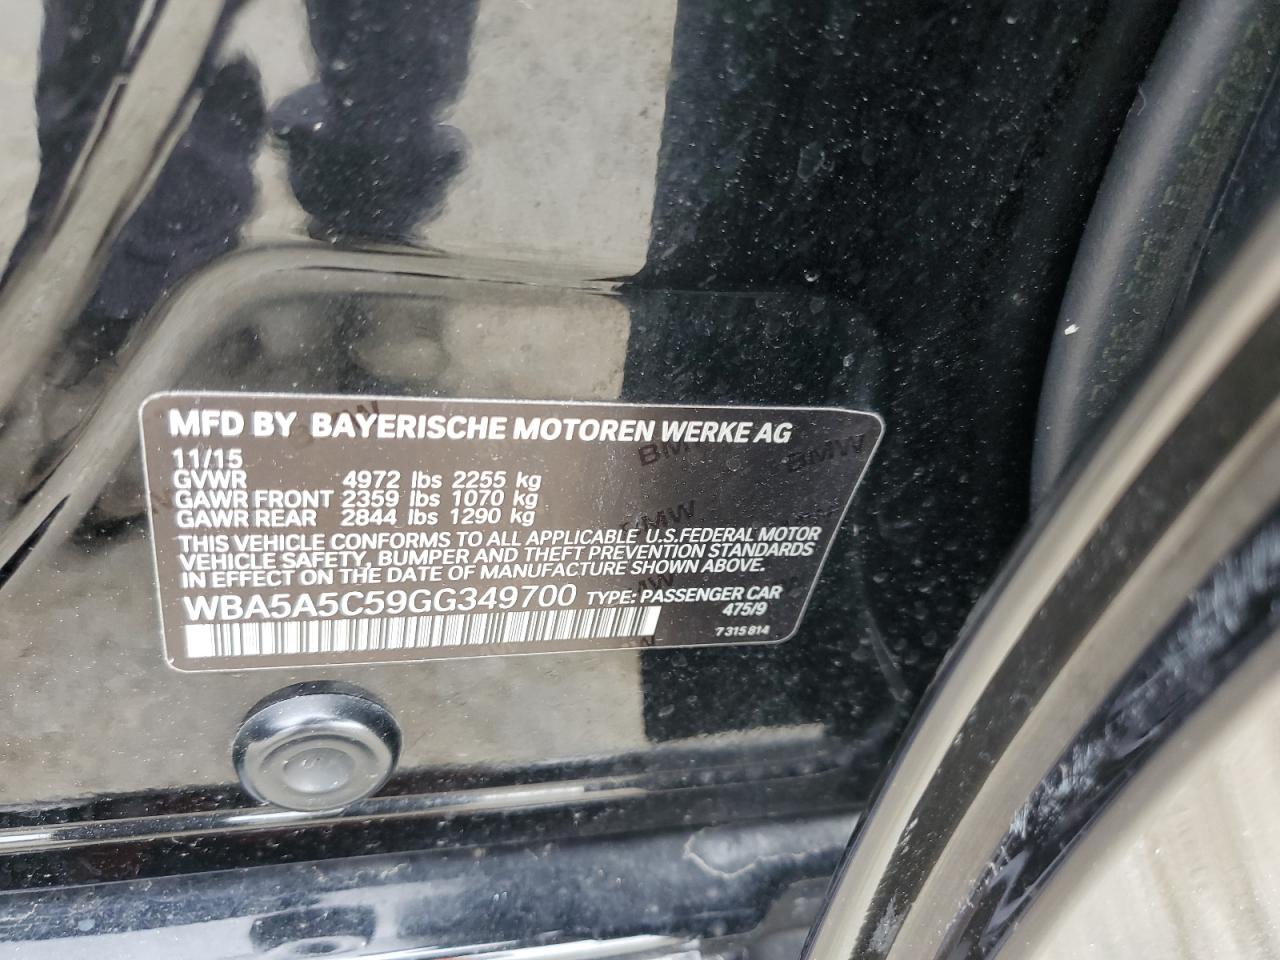 MFD BY BAYERISCHE MOTOREN WERKE AG
11/15
GVWR 4972 lbs 2255 kg
GAWR FRONT 2359 lbs 1070 kg
GAWR REAR 2844 lbs 1290 kg
THIS VEHICLE CONFORMS TO ALL APPLICABLE U.S.FEDERAL MOTOR
VEHICLE SAFETY, BUMPER AND THEFT PREVENTION STANDARDS
IN EFFECT ON THE DATE OF MANUFACTURE SHOWN ABOVE.
WBA5A5C59GG349700 TYPE: PASSENGER CAR
475/9
7 315 814